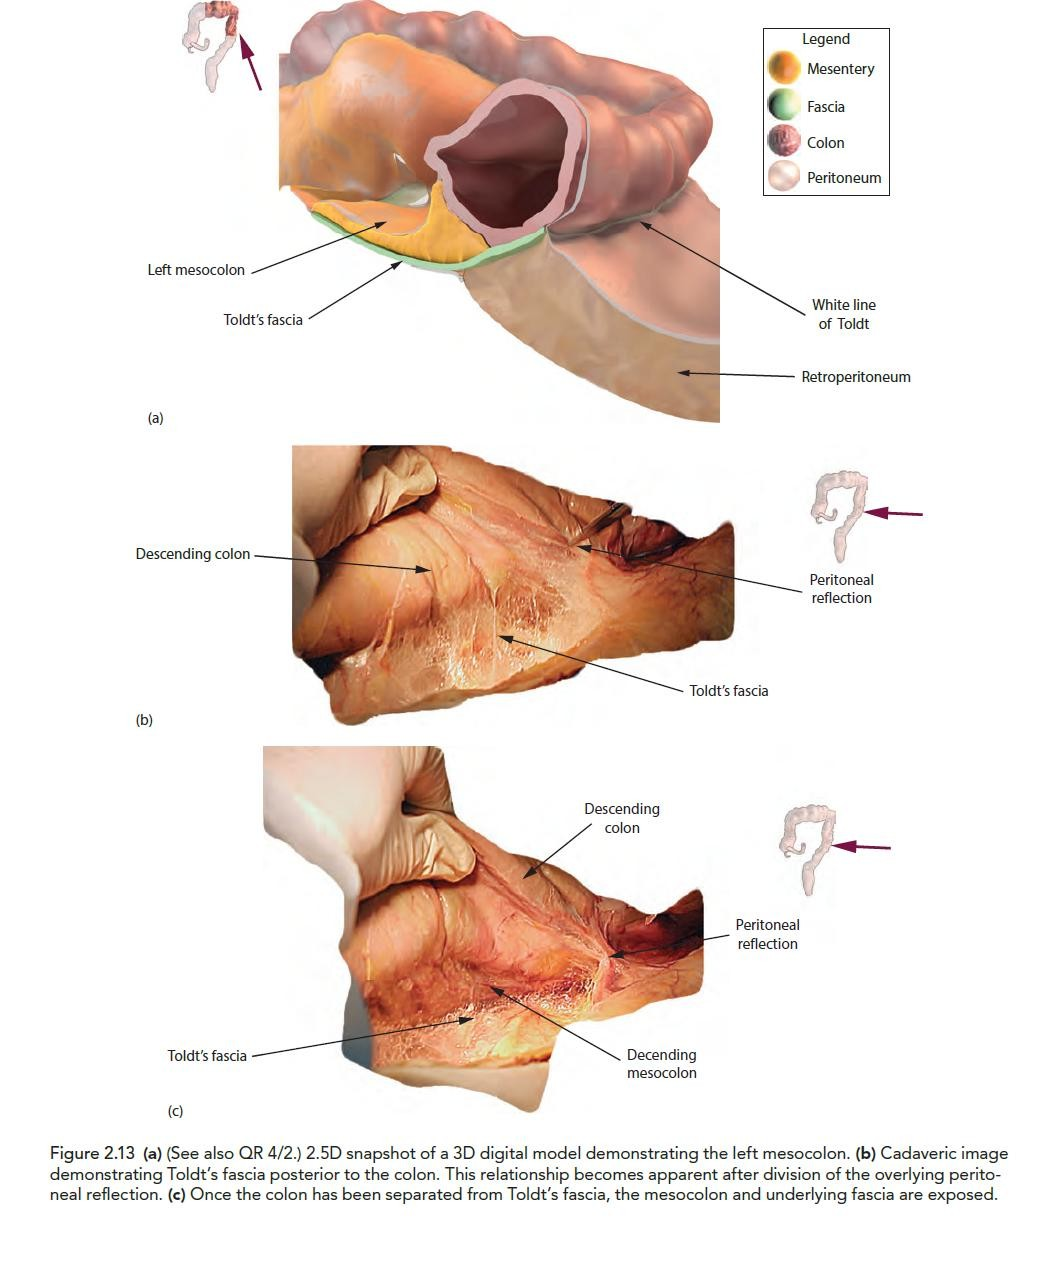 Legend
Mesentery
Fascia
Colon
Peritoneum
Left mesocolon
Toldt's fascia
White line
of Toldt
Retroperitoneum
(a)
Descending colon
Peritoneal
reflection
Toldt's fascia
(b)
Descending
colon
Peritoneal
reflection
Toldt's fascia
Decending
mesocolon
(c)
Figure 2.13 (a) (See also QR 4/2.) 2.5D snapshot of a 3D digital model demonstrating the left mesocolon. (b) Cadaveric image
demonstrating Toldt's fascia posterior to the colon. This relationship becomes apparent after division of the overlying perito-
neal reflection. (c) Once the colon has been separated from Toldt's fascia, the mesocolon and underlying fascia are exposed.